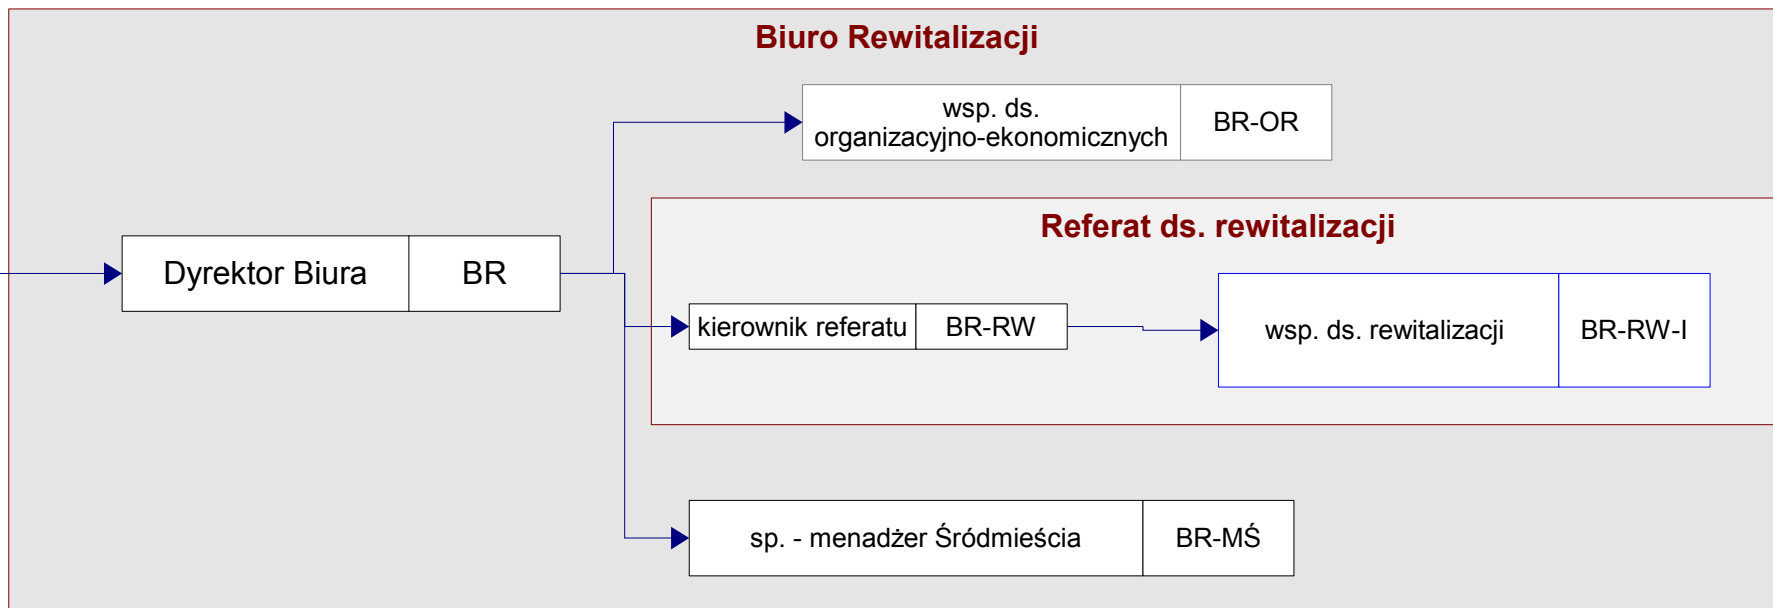 Biuro Rewitalizacji
wsp. ds.
organizacyjno-ekonomicznych
BR-OR
Referat ds. rewitalizacji
Dyrektor Biura
BR
kierownik referatu
BR-RW
wsp. ds. rewitalizacji
BR-RW-I
sp. - menadżer Śródmieścia
BR-MŚ